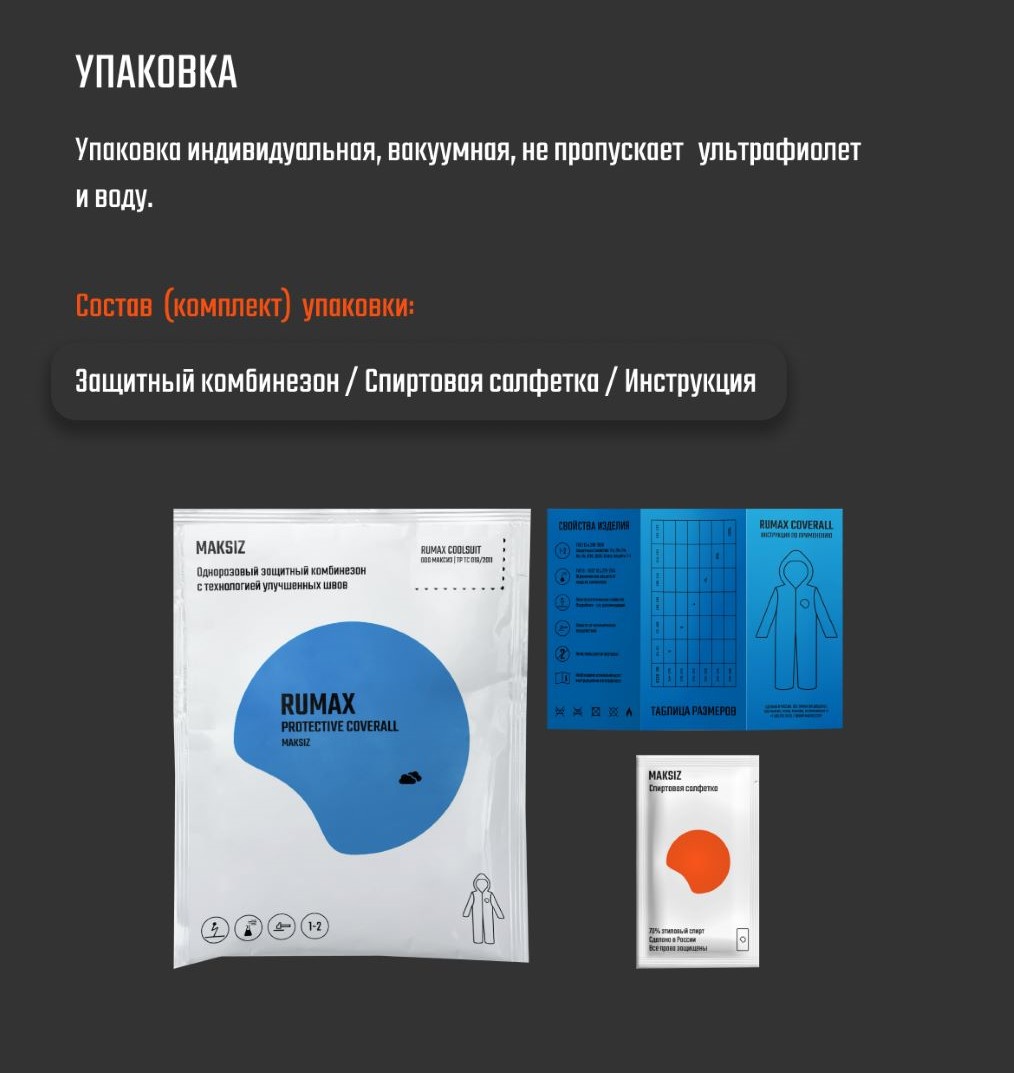 УПАКОВКА
Упаковка индивидуальная, вакуумная, не пропускает ультрафиолет
и воду.
Состав (комплект) упаковки:
Защитный комбинезон / Спиртовая салфетка / Инструкция
MAKSIZ
Одноразовый защитный комбинезон
с технологией улучшенных швов
RUMAX COOLSUIT
ООО МАКСИЗ | ТР ТС 019/2011
RUMAX
PROTECTIVE COVERALL
MAKSIZ
1-2
СВОЙСТВА ИЗДЕЛИЯ
ТАБЛИЦА РАЗМЕРОВ
RUMAX COVERALL
ИНСТРУКЦИЯ ПО ПРИМЕНЕНИЮ
MAKSIZ
Спиртовая салфетка
70% этиловый спирт
Сделано в России
Все права защищены